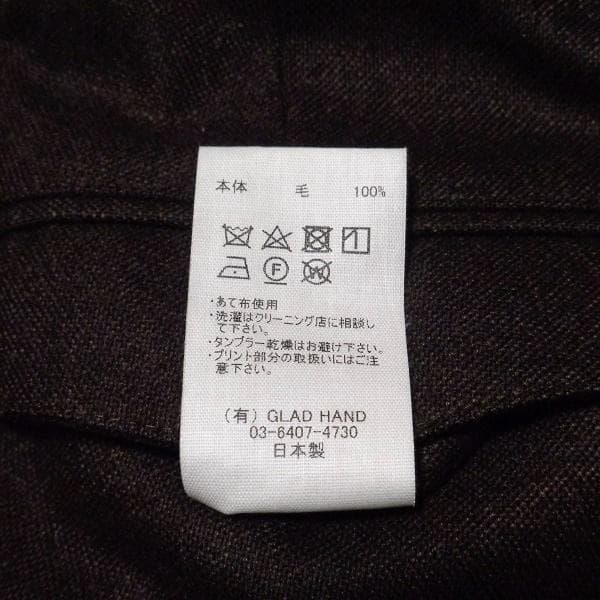 本体 毛 100%
F W
・あて布使用
・洗濯はクリーニング店に相談し
て下さい。
・タンブラー乾燥はお避け下さい。
・プリント部分の取扱いにはご注
意下さい。
(有) GLAD HAND
03-6407-4730
日本製